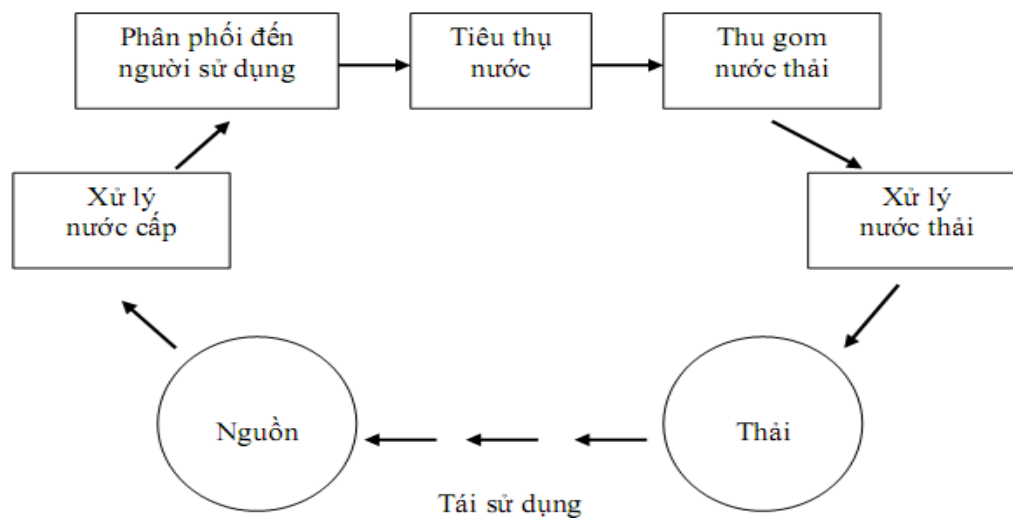 Phân phối đến
người sử dụng
Tiêu thụ
nước
Thu gom
nước thải
Xử lý
nước cấp
Xử lý
nước thải
Nguồn
Thải
Tái sử dụng